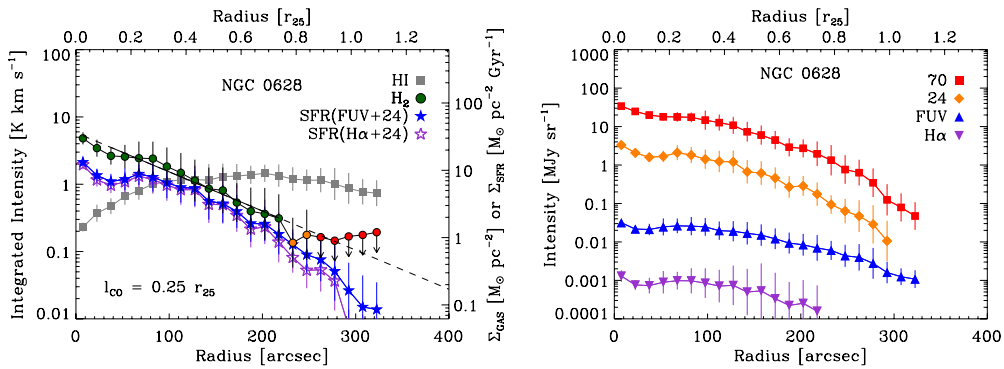 Radius [r25]
0.0 0.2 0.4 0.6 0.8 1.0 1.2
NGC 0628
HI
H2
SFR(FUV+24)
SFR(Hα+24)
100
10
1
0.1
0.01
Integrated Intensity [K km s-1]
100
10
1
0.1
ΣGAS [M⊙ pc-2] or ΣSFR [M⊙ pc-2 Gyr-1]
lCO = 0.25 r25
0 100 200 300 400
Radius [arcsec]
Radius [r25]
0.0 0.2 0.4 0.6 0.8 1.0 1.2
NGC 0628
70
24
FUV
Hα
1000
100
10
1
0.1
0.01
0.001
0.0001
Intensity [MJy sr-1]
0 100 200 300 400
Radius [arcsec]